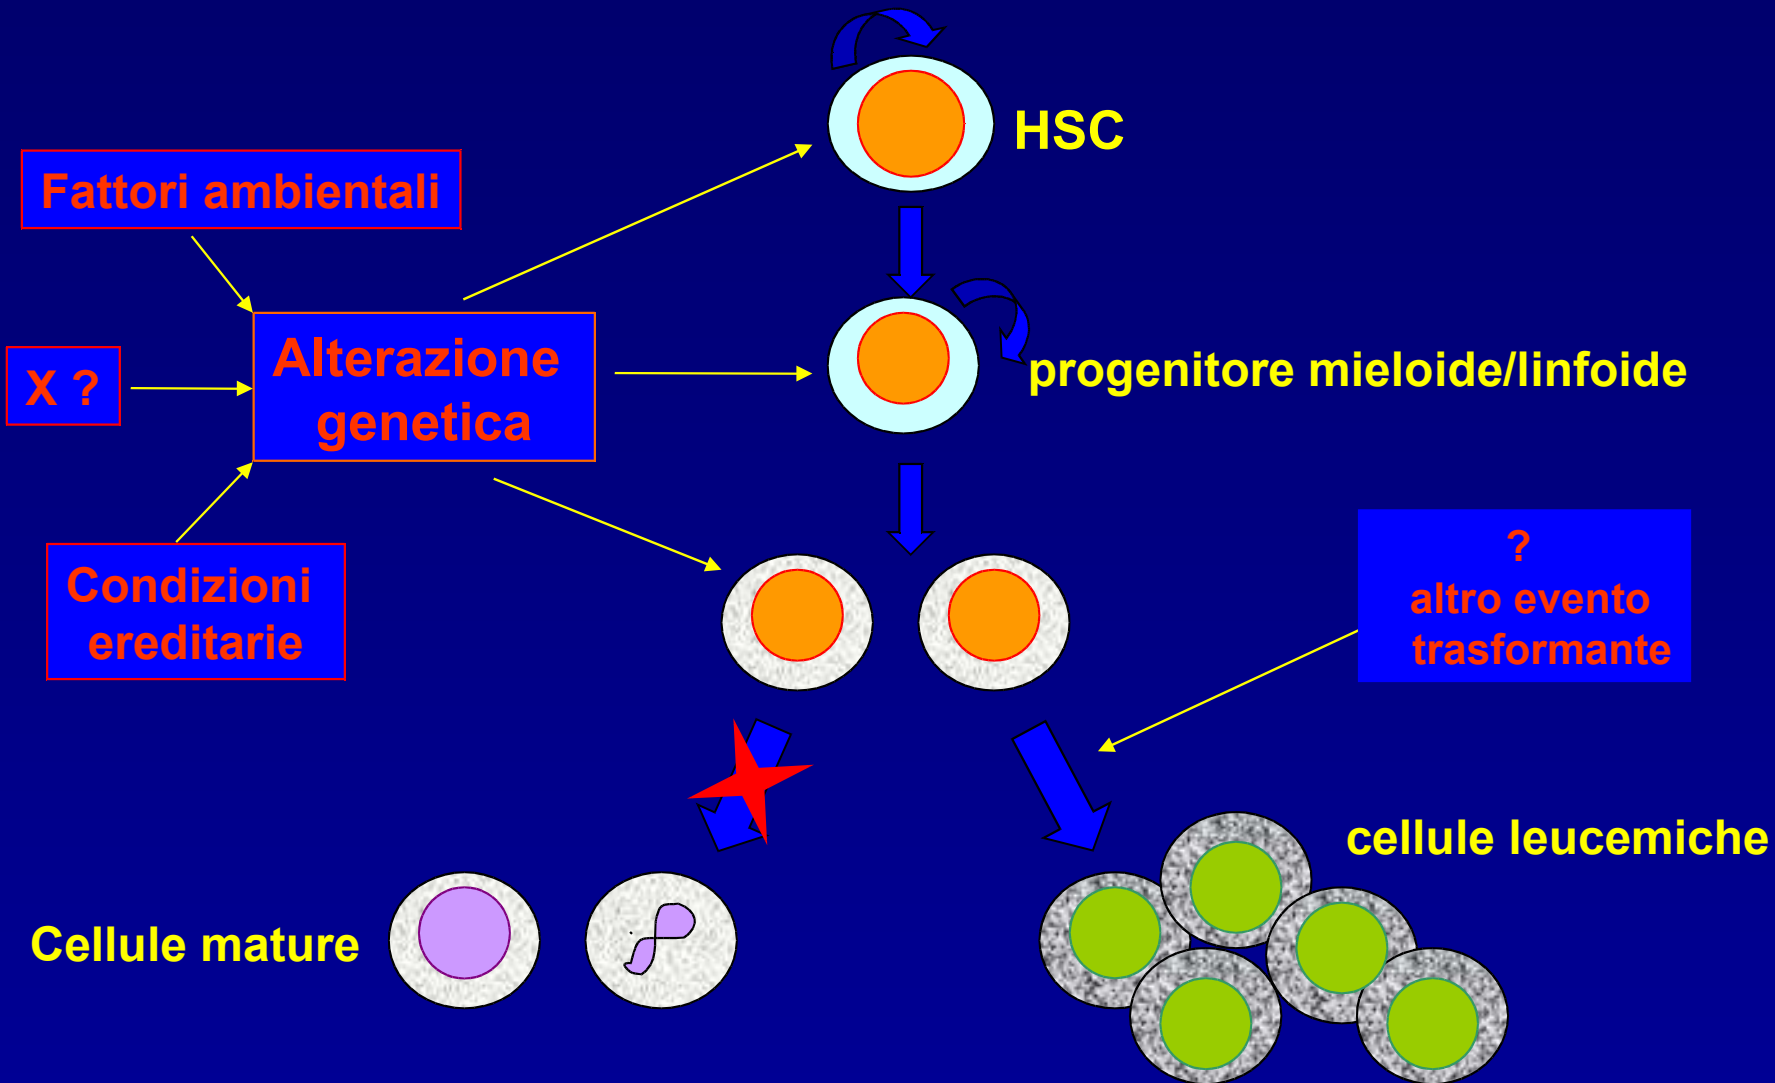 HSC
Fattori ambientali
Alterazione
genetica
X ?
progenitore mieloide/linfoide
Condizioni
ereditarie
?
altro evento
trasformante
cellule leucemiche
Cellule mature